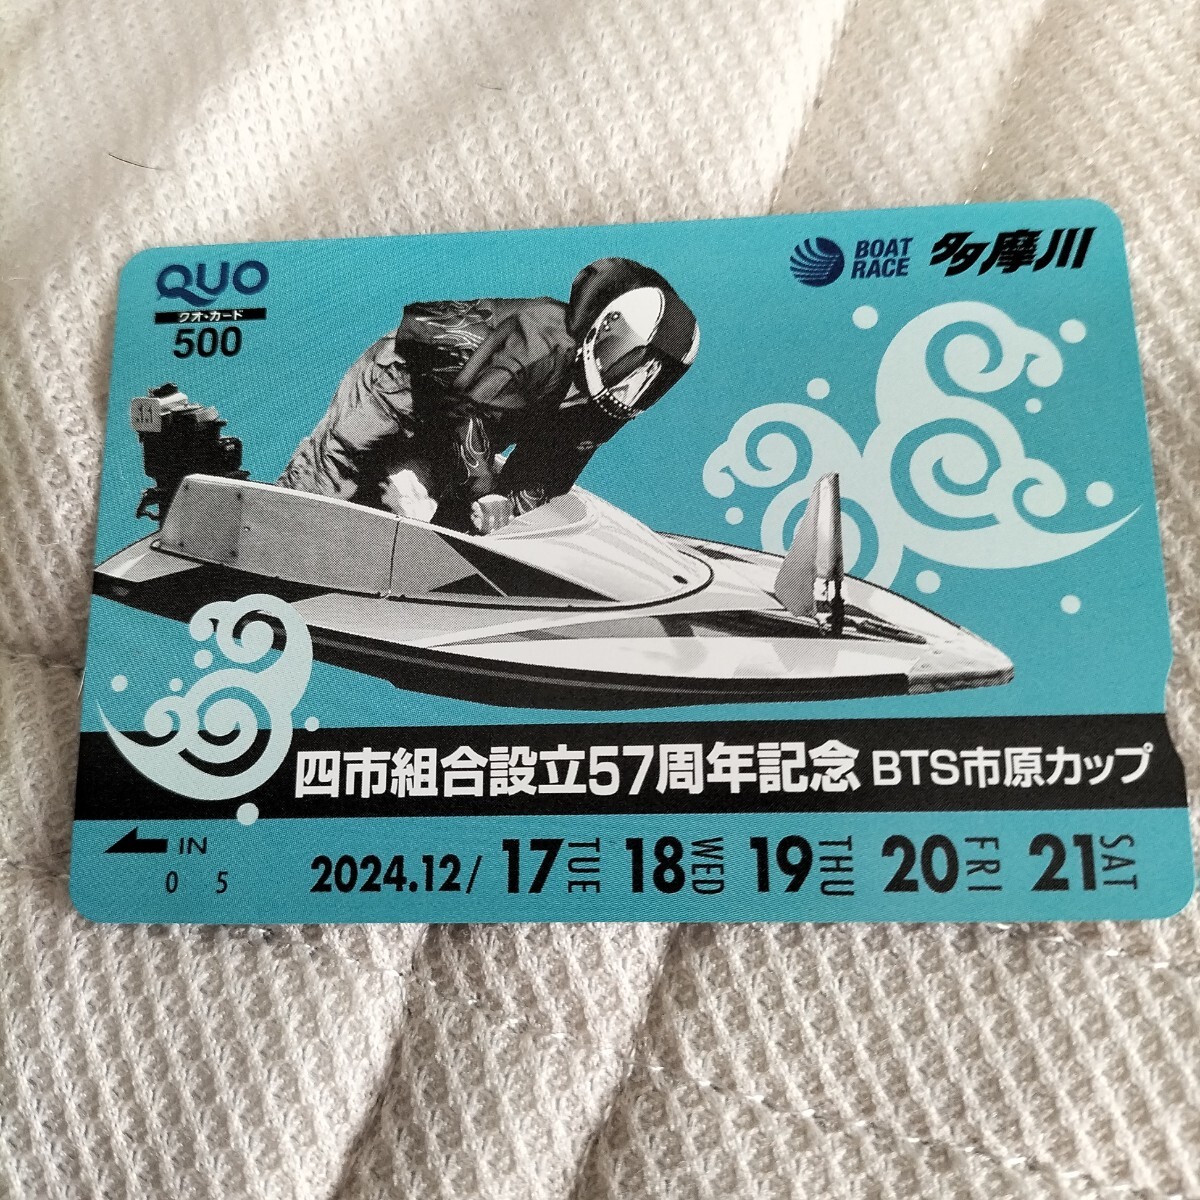 QUO
クオ・カード
500
BOAT RACE 多摩川
11
四市組合設立57周年記念 BTS市原カップ
IN
0 5
2024.12/ 17 TUE 18 WED 19 THU 20 FRI 21 SAT